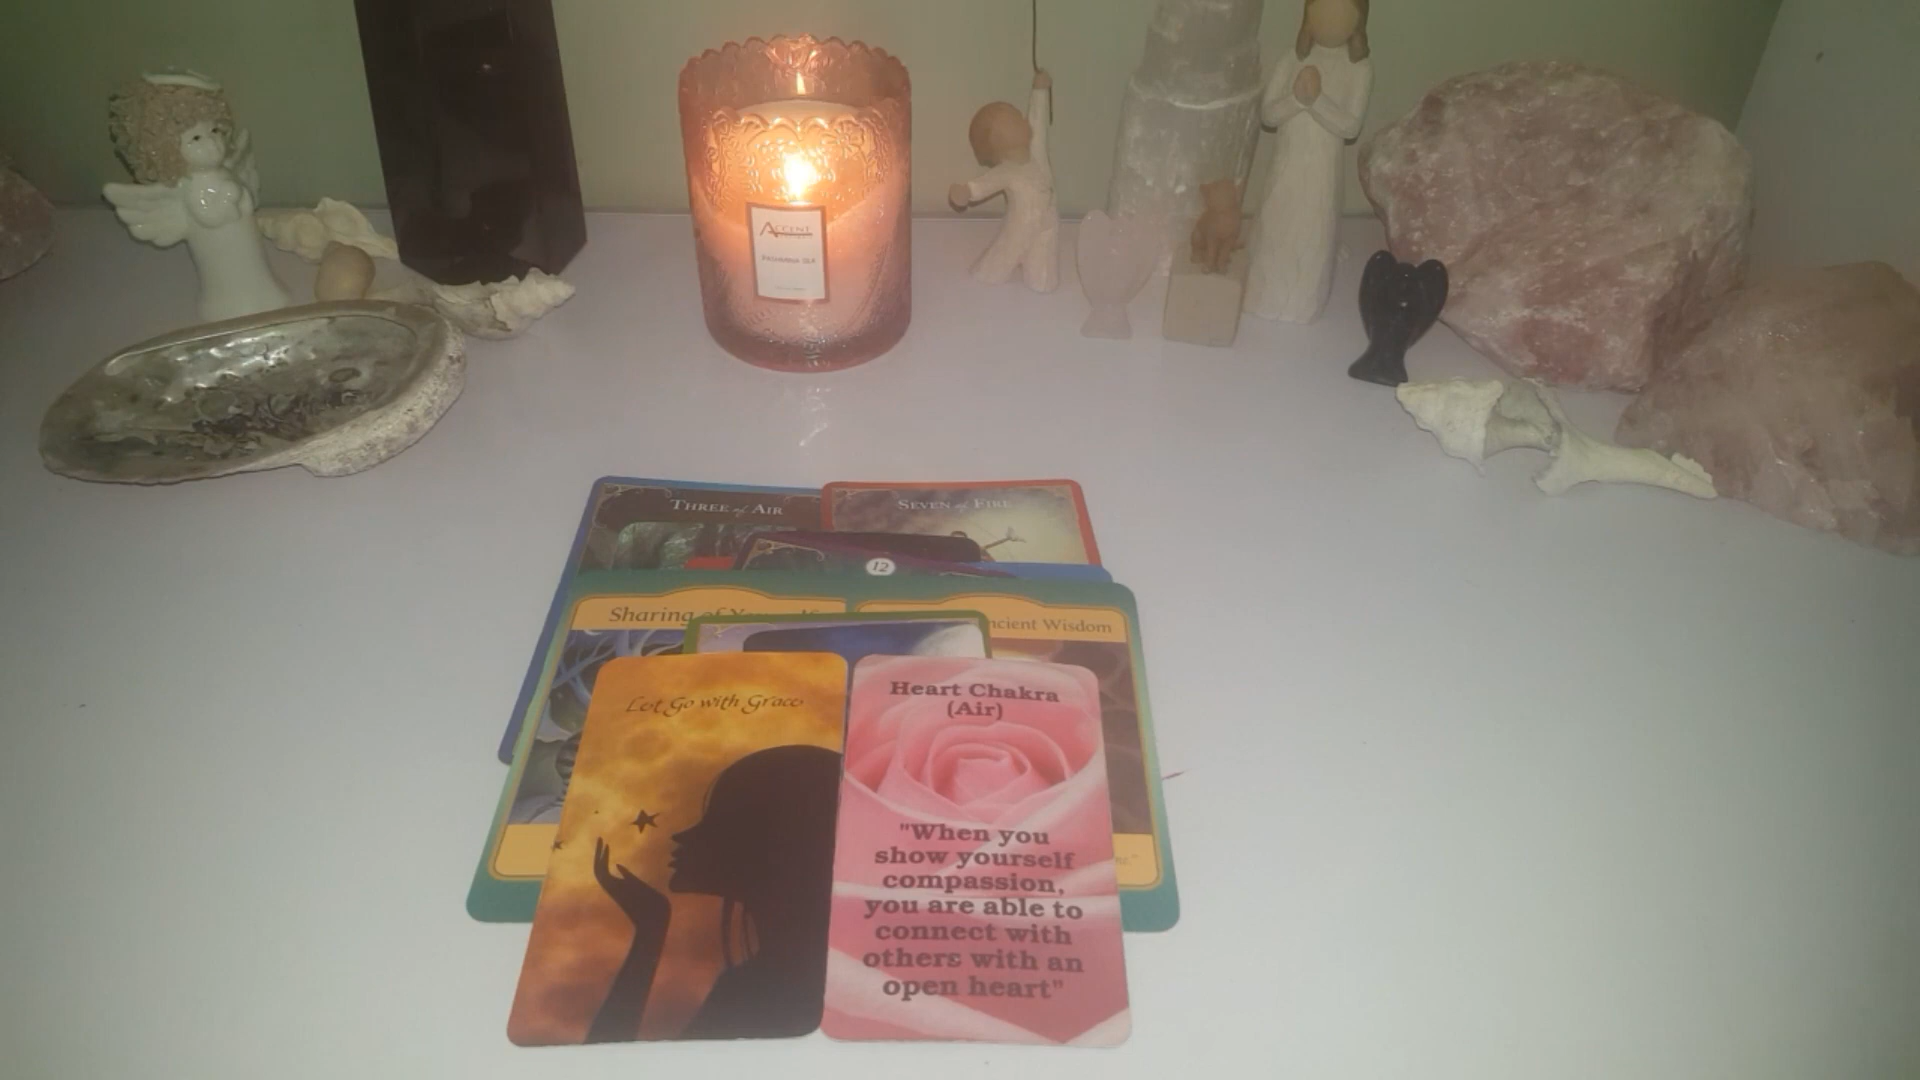 ACCENT
THREE of AIR
SEVEN of FIRE
12
Sharing of
Ancient Wisdom
Let Go with Grace
Heart Chakra
(Air)
"When you
show yourself
compassion,
you are able to
connect with
others with an
open heart"